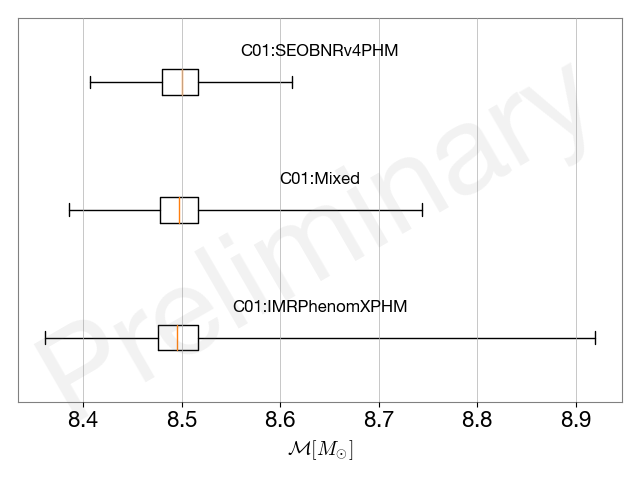 C01:SEOBNRv4PHM
C01:Mixed
C01:IMRPhenomXPHM
Preliminary
8.4 8.5 8.6 8.7 8.8 8.9
ℳ[M☉]